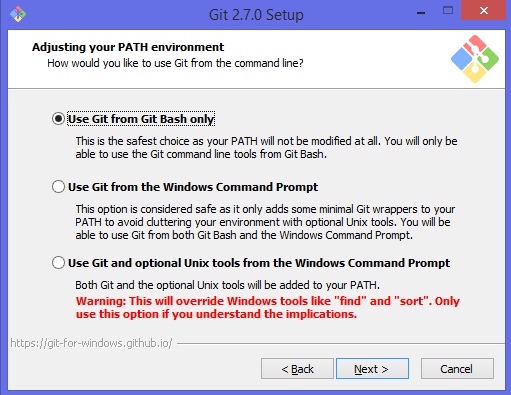 Git 2.7.0 Setup
Adjusting your PATH environment
How would you like to use Git from the command line?
Use Git from Git Bash only
This is the safest choice as your PATH will not be modified at all. You will only be
able to use the Git command line tools from Git Bash.
Use Git from the Windows Command Prompt
This option is considered safe as it only adds some minimal Git wrappers to your
PATH to avoid cluttering your environment with optional Unix tools. You will be
able to use Git from both Git Bash and the Windows Command Prompt.
Use Git and optional Unix tools from the Windows Command Prompt
Both Git and the optional Unix tools will be added to your PATH.
Warning: This will override Windows tools like "find" and "sort". Only
use this option if you understand the implications.
https://git-for-windows.github.io/
< Back Next > Cancel